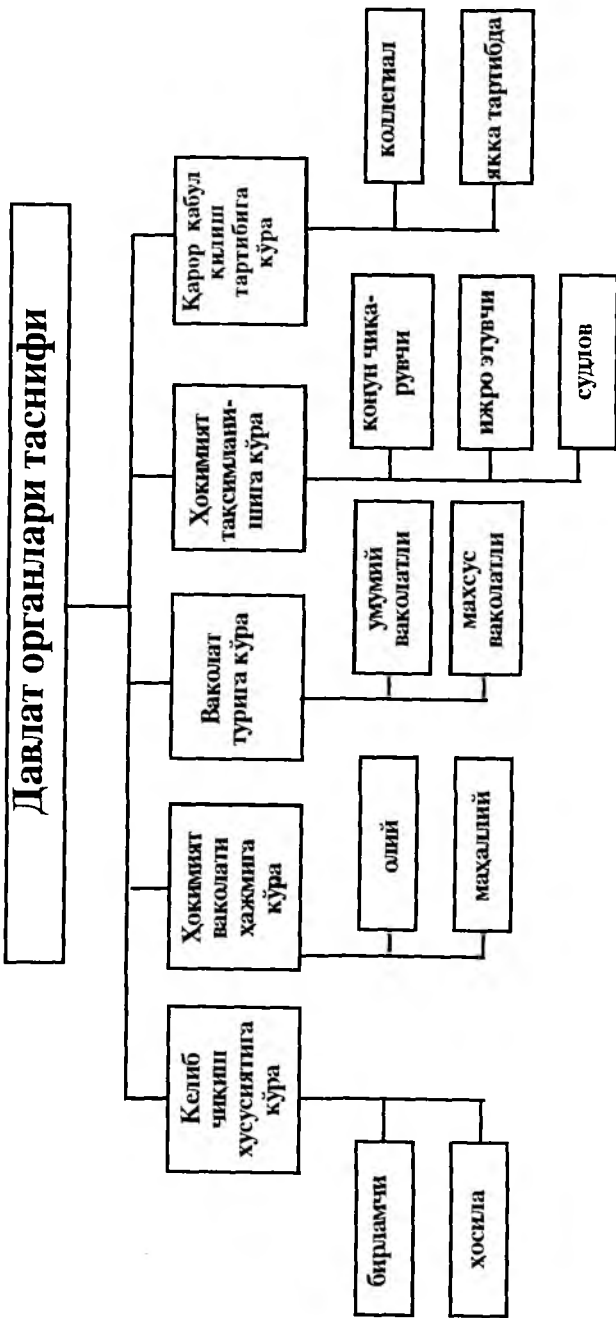 Давлат органлари таснифи
Келиб
чиқиш
хусусиятига
кўра
бирламчи
ҳосила
Ҳокимият
ваколати
ҳажмига
кўра
олий
маҳаллий
Ваколат
турига кўра
умумий
ваколатли
махсус
ваколатли
Ҳокимият
тақсимлани-
шига кўра
қонун чиқа-
рувчи
ижро этувчи
судлов
Қарор қабул
қилиш
тартибига
кўра
коллегиал
якка тартибда